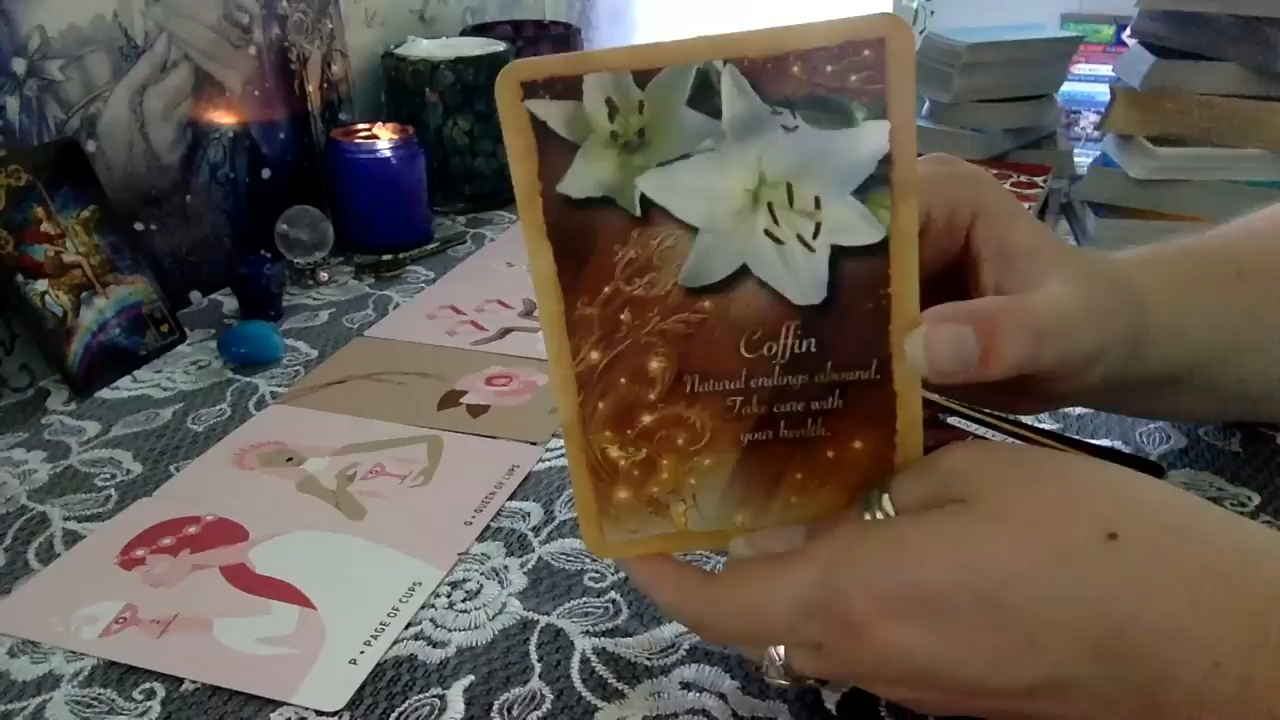 Coffin
Natural endings abound.
Take care with
your health.
Q • QUEEN OF CUPS
P • PAGE OF CUPS